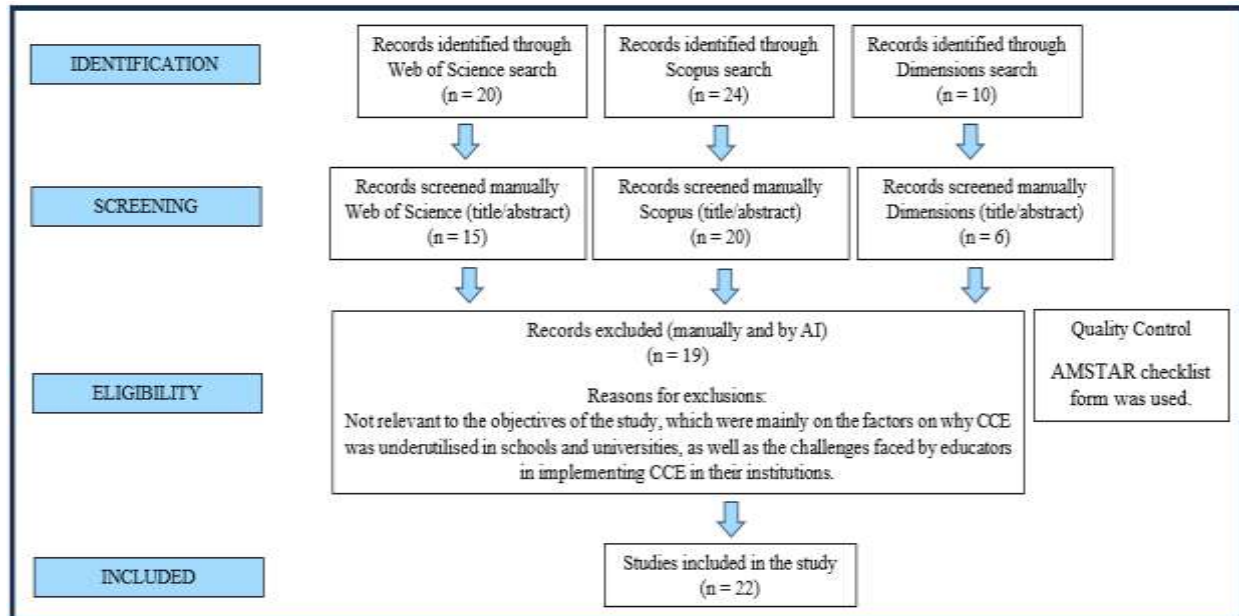 IDENTIFICATION
Records identified through
Web of Science search
(n = 20)
Records identified through
Scopus search
(n = 24)
Records identified through
Dimensions search
(n = 10)
SCREENING
Records screened manually
Web of Science (title/abstract)
(n = 15)
Records screened manually
Scopus (title/abstract)
(n = 20)
Records screened manually
Dimensions (title/abstract)
(n = 6)
ELIGIBILITY
Records excluded (manually and by AI)
(n = 19)
Reasons for exclusions:
Not relevant to the objectives of the study, which were mainly on the factors on why CCE
was underutilised in schools and universities, as well as the challenges faced by educators
in implementing CCE in their institutions.
Quality Control
AMSTAR checklist
form was used.
INCLUDED
Studies included in the study
(n = 22)